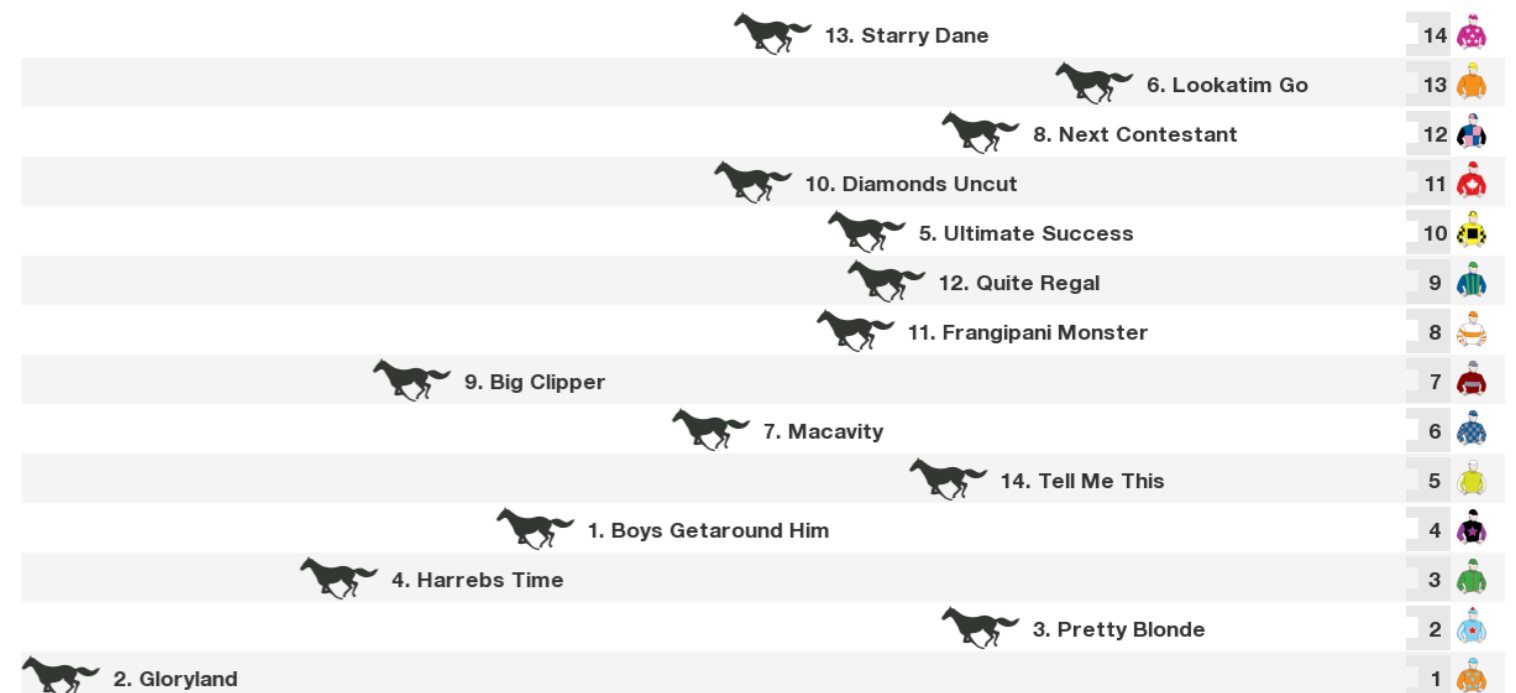 13. Starry Dane 14
6. Lookatim Go 13
8. Next Contestant 12
10. Diamonds Uncut 11
5. Ultimate Success 10
12. Quite Regal 9
11. Frangipani Monster 8
9. Big Clipper 7
7. Macavity 6
14. Tell Me This 5
1. Boys Getaround Him 4
4. Harrebs Time 3
3. Pretty Blonde 2
2. Gloryland 1